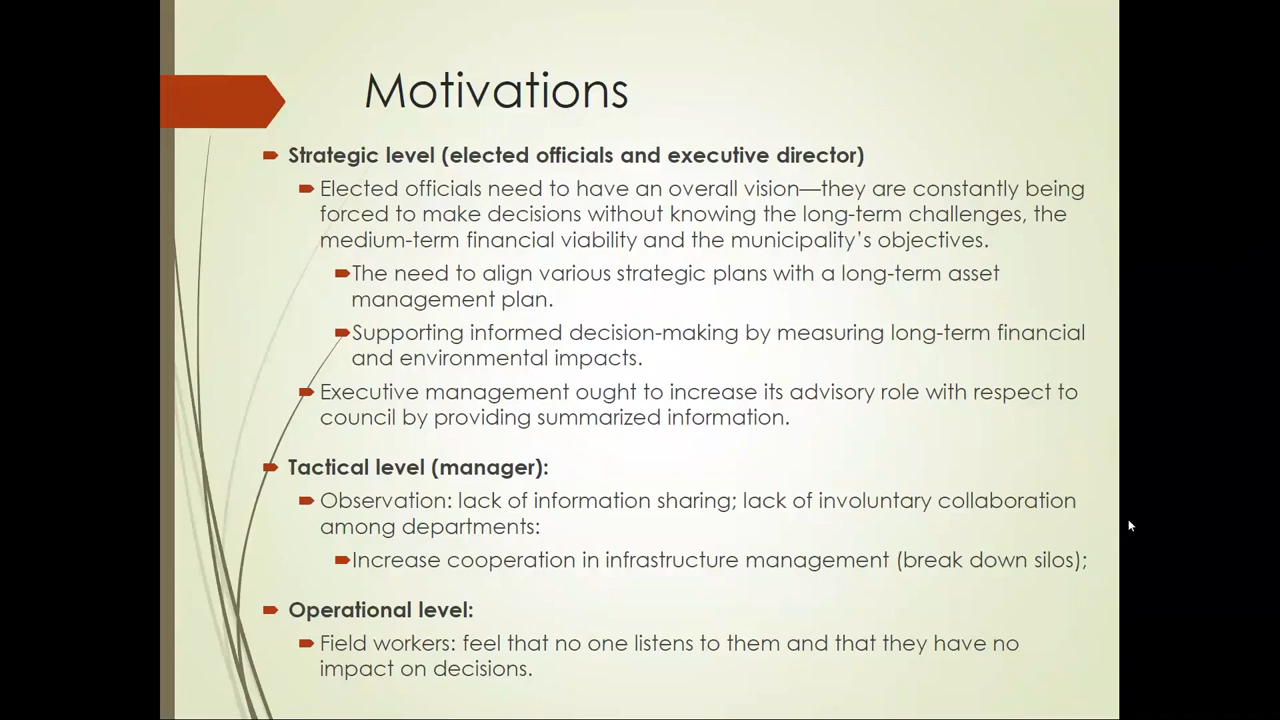 Motivations
Strategic level (elected officials and executive director)
Elected officials need to have an overall vision—they are constantly being
forced to make decisions without knowing the long-term challenges, the
medium-term financial viability and the municipality’s objectives.
The need to align various strategic plans with a long-term asset
management plan.
Supporting informed decision-making by measuring long-term financial
and environmental impacts.
Executive management ought to increase its advisory role with respect to
council by providing summarized information.
Tactical level (manager):
Observation: lack of information sharing; lack of involuntary collaboration
among departments:
Increase cooperation in infrastructure management (break down silos);
Operational level:
Field workers: feel that no one listens to them and that they have no
impact on decisions.